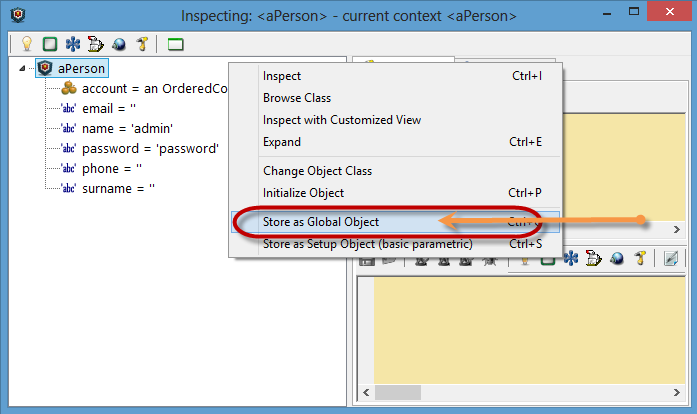 Inspecting: <aPerson> - current context <aPerson>
aPerson
account = an OrderedCo
'abc' email = ''
'abc' name = 'admin'
'abc' password = 'password'
'abc' phone = ''
'abc' surname = ''
Inspect Ctrl+I
Browse Class
Inspect with Customized View
Expand Ctrl+E
Change Object Class
Initialize Object Ctrl+P
Store as Global Object
Store as Setup Object (basic parametric) Ctrl+S